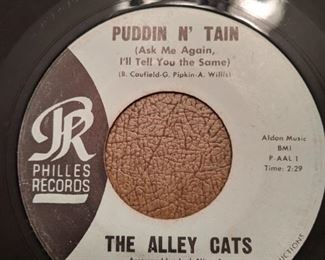 PUDDIN N' TAIN
(Ask Me Again,
I'll Tell You the Same)
(B. Caufield-G. Pipkin-A. Willis)
PR
PHILLES
RECORDS
Aldon Music
BMI
P-AAL 1
Time: 2:29
THE ALLEY CATS